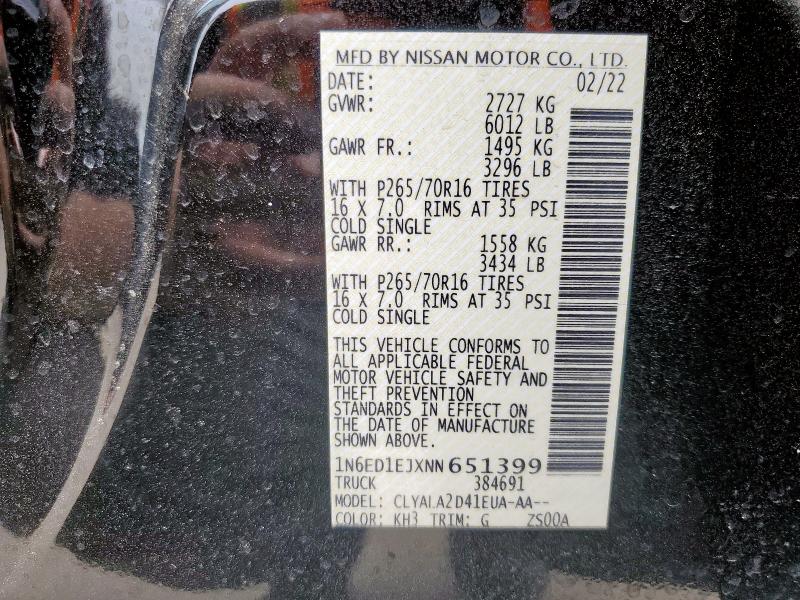 MFD BY NISSAN MOTOR CO., LTD.
DATE: 02/22
GVWR: 2727 KG
6012 LB
GAWR FR.: 1495 KG
3296 LB
WITH P265/70R16 TIRES
16 X 7.0 RIMS AT 35 PSI
COLD SINGLE
GAWR RR.: 1558 KG
3434 LB
WITH P265/70R16 TIRES
16 X 7.0 RIMS AT 35 PSI
COLD SINGLE
THIS VEHICLE CONFORMS TO
ALL APPLICABLE FEDERAL
MOTOR VEHICLE SAFETY AND
THEFT PREVENTION
STANDARDS IN EFFECT ON
THE DATE OF MANUFACTURE
SHOWN ABOVE.
1N6ED1EJXNN651399
TRUCK 384691
MODEL: CLYALA2D41EUA-AA--
COLOR: KH3 TRIM: G ZS00A